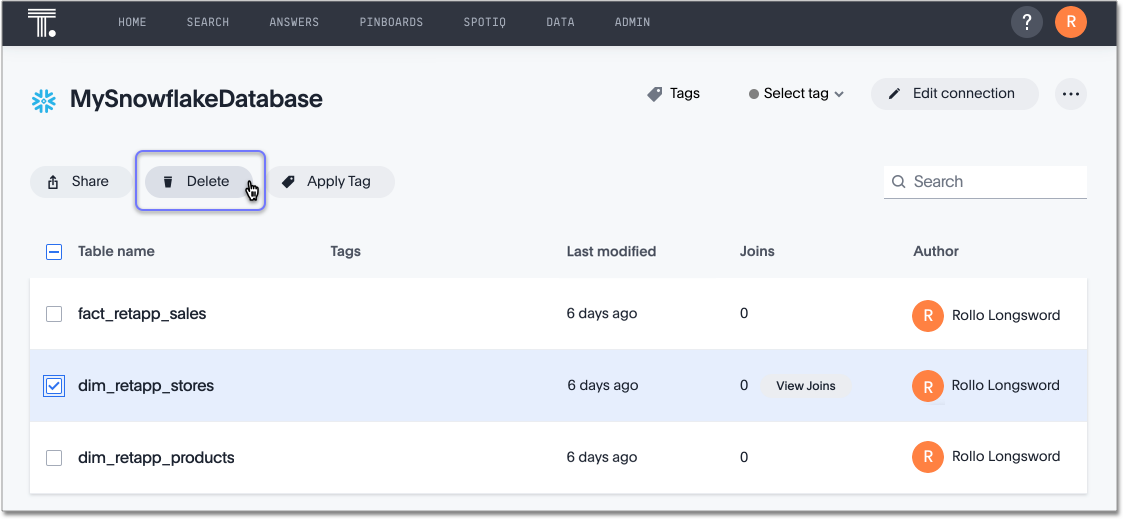 T. HOME SEARCH ANSWERS PINBOARDS SPOTIQ DATA ADMIN ? R
MySnowflakeDatabase Tags Select tag Edit connection ...
Share Delete Apply Tag Search
Table name Tags Last modified Joins Author
fact_retapp_sales 6 days ago 0 R Rollo Longsword
dim_retapp_stores 6 days ago 0 View Joins R Rollo Longsword
dim_retapp_products 6 days ago 0 R Rollo Longsword